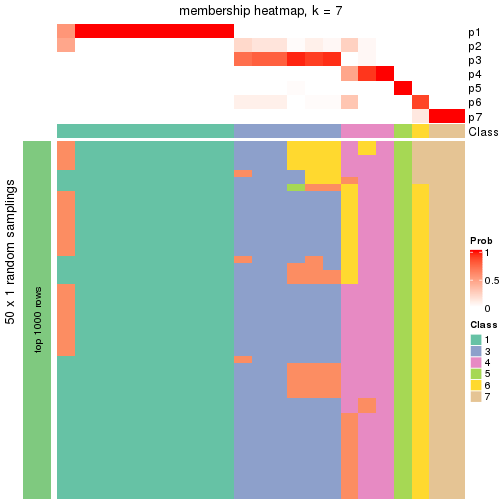 membership heatmap, k = 7
p1
p2
p3
p4
p5
p6
p7
Class
50 x 1 random samplings
top 1000 rows
Prob
1
0.5
0
Class
1
3
4
5
6
7